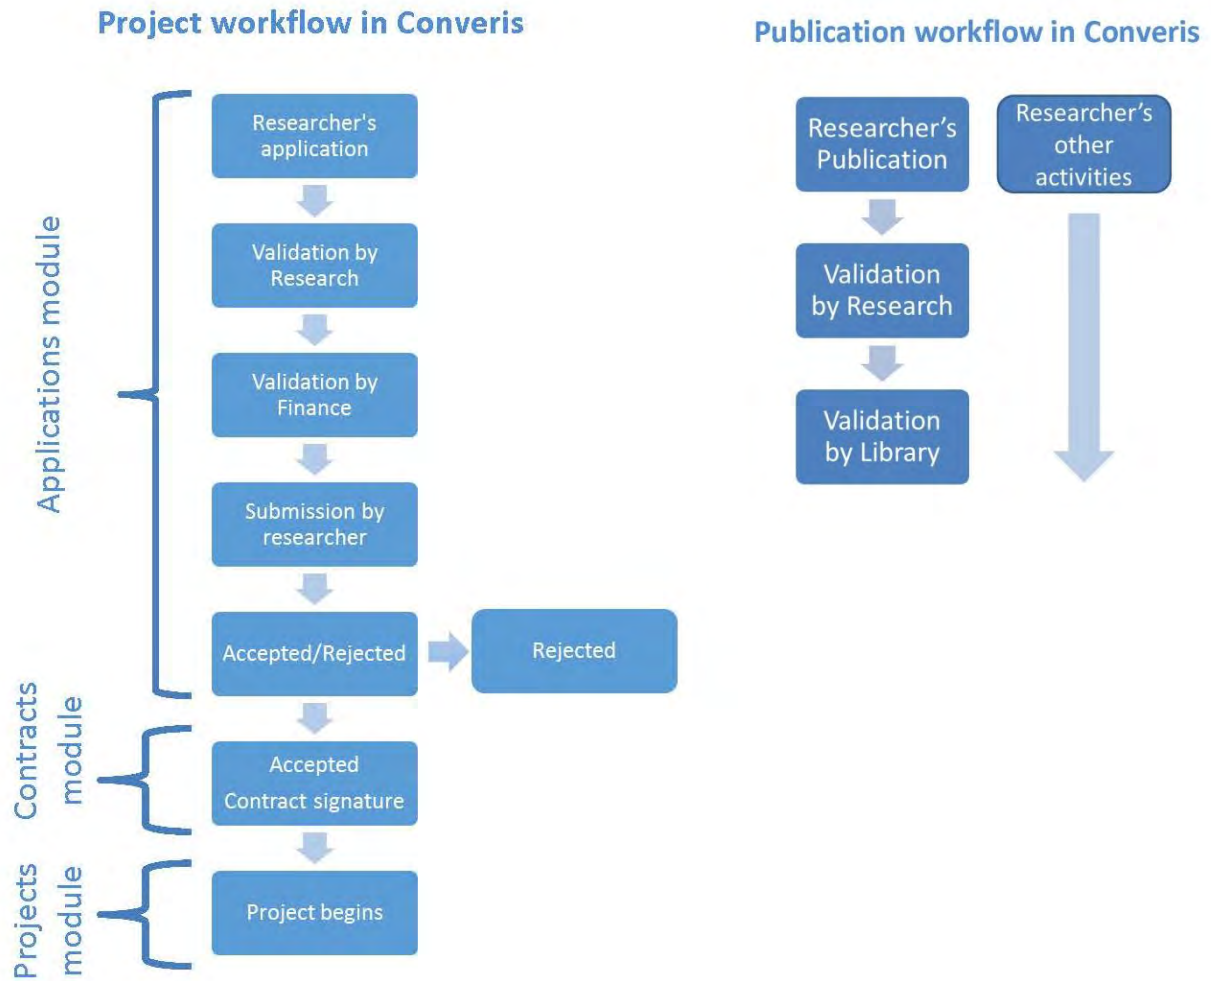 Project workflow in Converis
Applications module
Researcher's
application
Validation by
Research
Validation by
Finance
Submission by
researcher
Accepted/Rejected
Rejected
Contracts
module
Accepted
Contract signature
Projects
module
Project begins
Publication workflow in Converis
Researcher’s
Publication
Validation
by Research
Validation
by Library
Researcher’s
other
activities